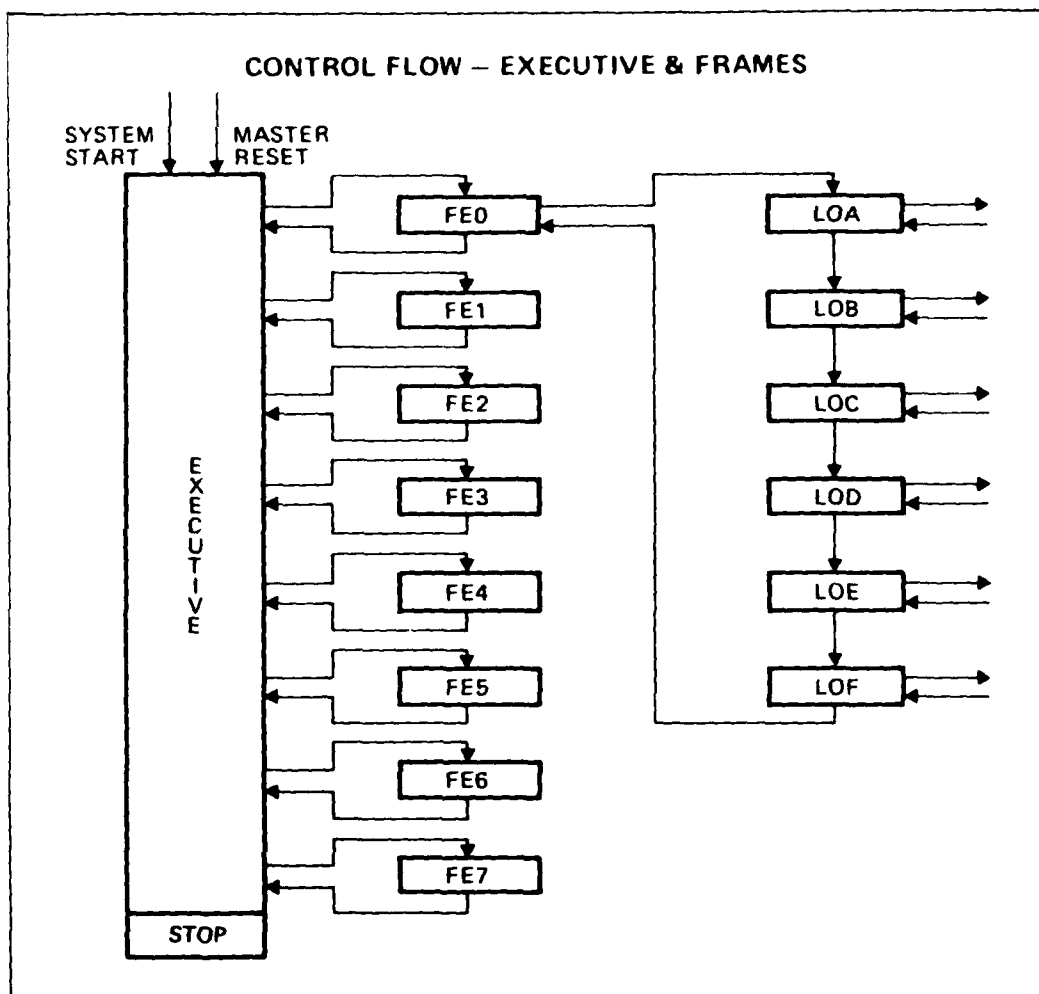 CONTROL FLOW – EXECUTIVE & FRAMES
SYSTEM START
MASTER RESET
EXECUTIVE
STOP
FE0
FE1
FE2
FE3
FE4
FE5
FE6
FE7
LOA
LOB
LOC
LOD
LOE
LOF